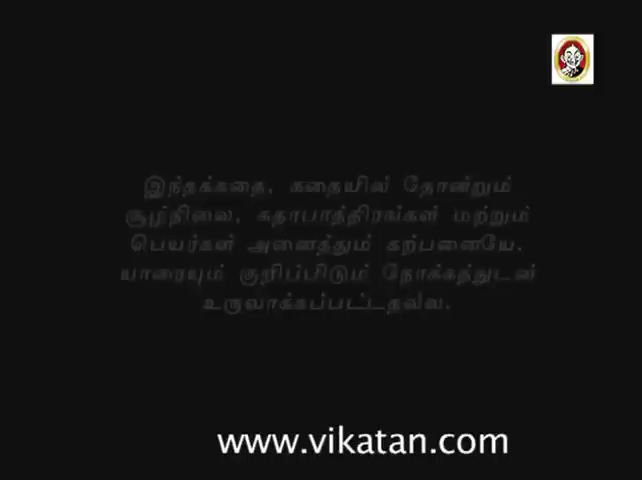 இந்தக்கதை, கதையில் தோன்றும்
சூழ்நிலை, கதாபாத்திரங்கள் மற்றும்
பெயர்கள் அனைத்தும் கற்பனையே.
யாரையும் குறிப்பிடும் நோக்கத்துடன்
உருவாக்கப்பட்டதல்ல.
www.vikatan.com